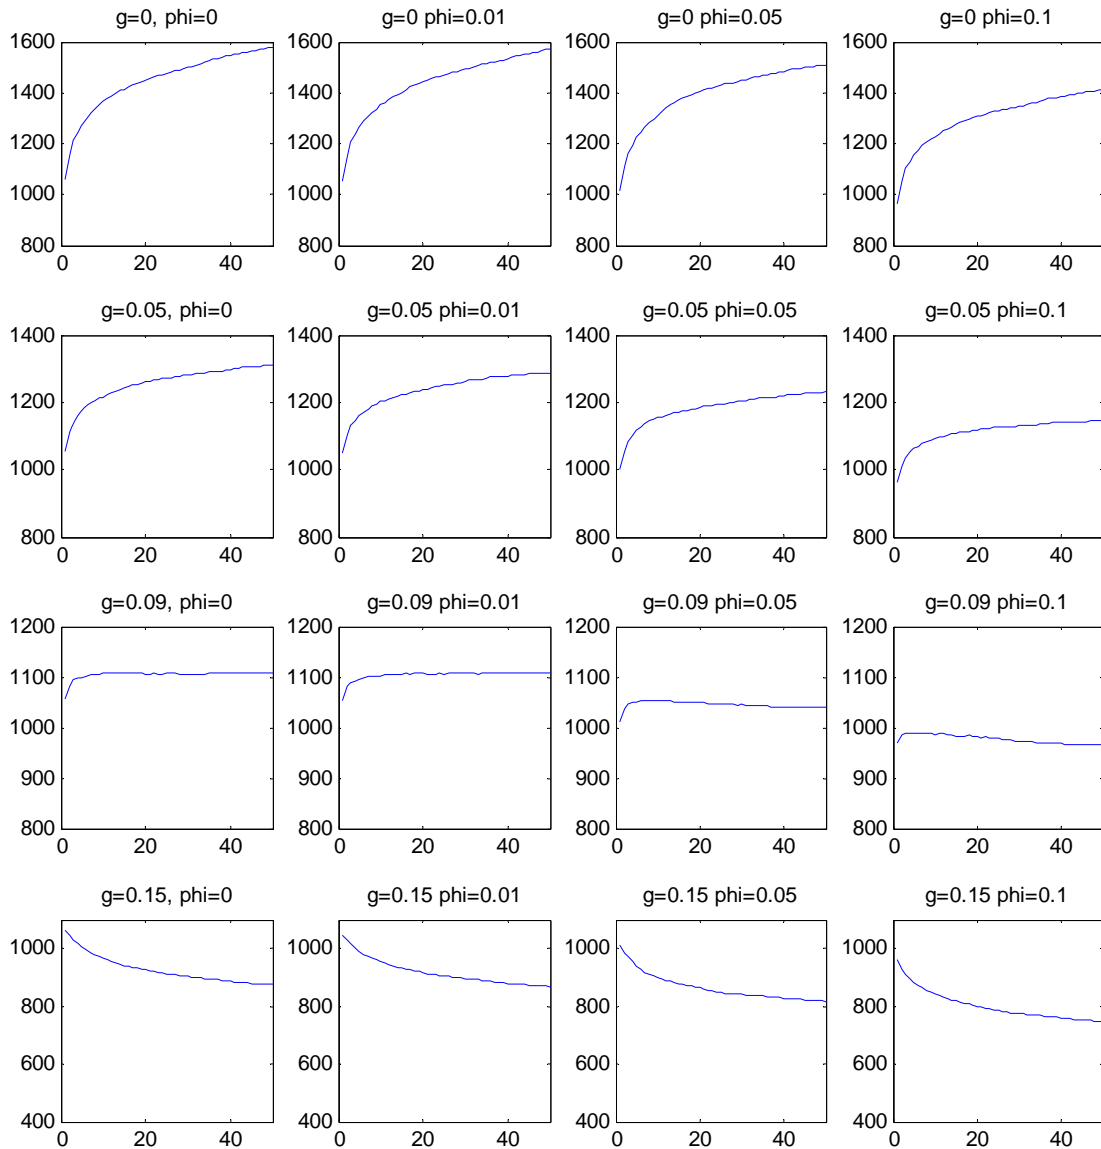 g=0, phi=0
g=0 phi=0.01
g=0 phi=0.05
g=0 phi=0.1
1600
1400
1200
1000
800
0 20 40
1600
1400
1200
1000
800
0 20 40
1600
1400
1200
1000
800
0 20 40
1600
1400
1200
1000
800
0 20 40
g=0.05, phi=0
g=0.05 phi=0.01
g=0.05 phi=0.05
g=0.05 phi=0.1
1400
1200
1000
800
0 20 40
1400
1200
1000
800
0 20 40
1400
1200
1000
800
0 20 40
1400
1200
1000
800
0 20 40
g=0.09, phi=0
g=0.09 phi=0.01
g=0.09 phi=0.05
g=0.09 phi=0.1
1200
1100
1000
900
800
0 20 40
1200
1100
1000
900
800
0 20 40
1200
1100
1000
900
800
0 20 40
1200
1100
1000
900
800
0 20 40
g=0.15, phi=0
g=0.15 phi=0.01
g=0.15 phi=0.05
g=0.15 phi=0.1
1000
800
600
400
0 20 40
1000
800
600
400
0 20 40
1000
800
600
400
0 20 40
1000
800
600
400
0 20 40